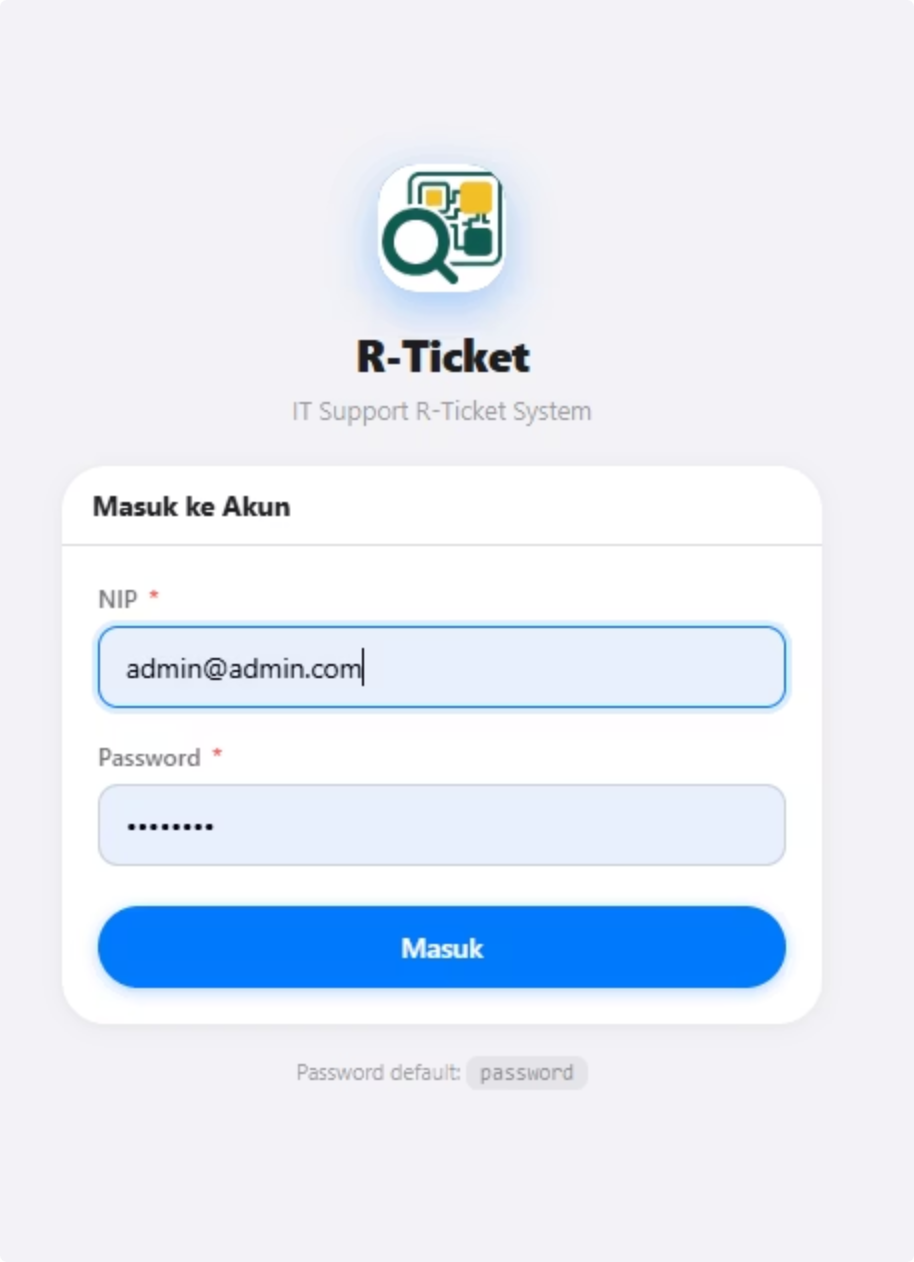 R-Ticket
IT Support R-Ticket System
Masuk ke Akun
NIP *
admin@admin.com
Password *
••••••••
Masuk
Password default: password